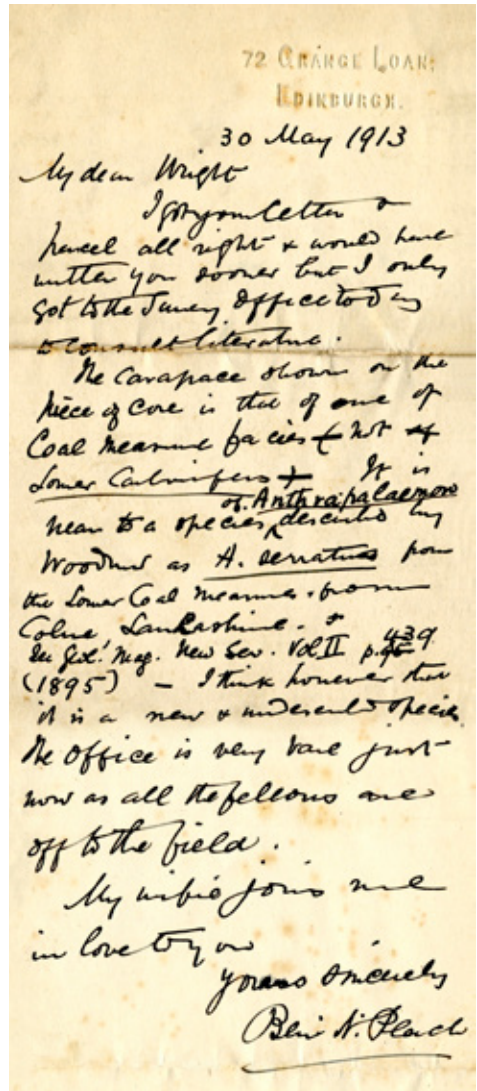 72 GRANGE LOAN,
EDINBURGH.
30 May 1913
My dear Wright
I got your letter &
parcel all right & would have
written you sooner but I only
got to the Survey Office today
to consult literature.
The carapace shown on the
piece of core is that of one of
Coal measure facies & not of
Lower Carbonifers It is
near to a species of Anthrapalaemon described by
Woodward as A. serratus from
the Lower Coal Measures, from
Colne, Lancashire.
See Geol. Mag. New Ser. Vol II p. 439
(1895) – I think however that
it is a new & undescribed species.
The office is very bare just
now as all the fellows are
off to the field.
My wifie joins me
in love to you
Yours sincerely
Ben N. Peach